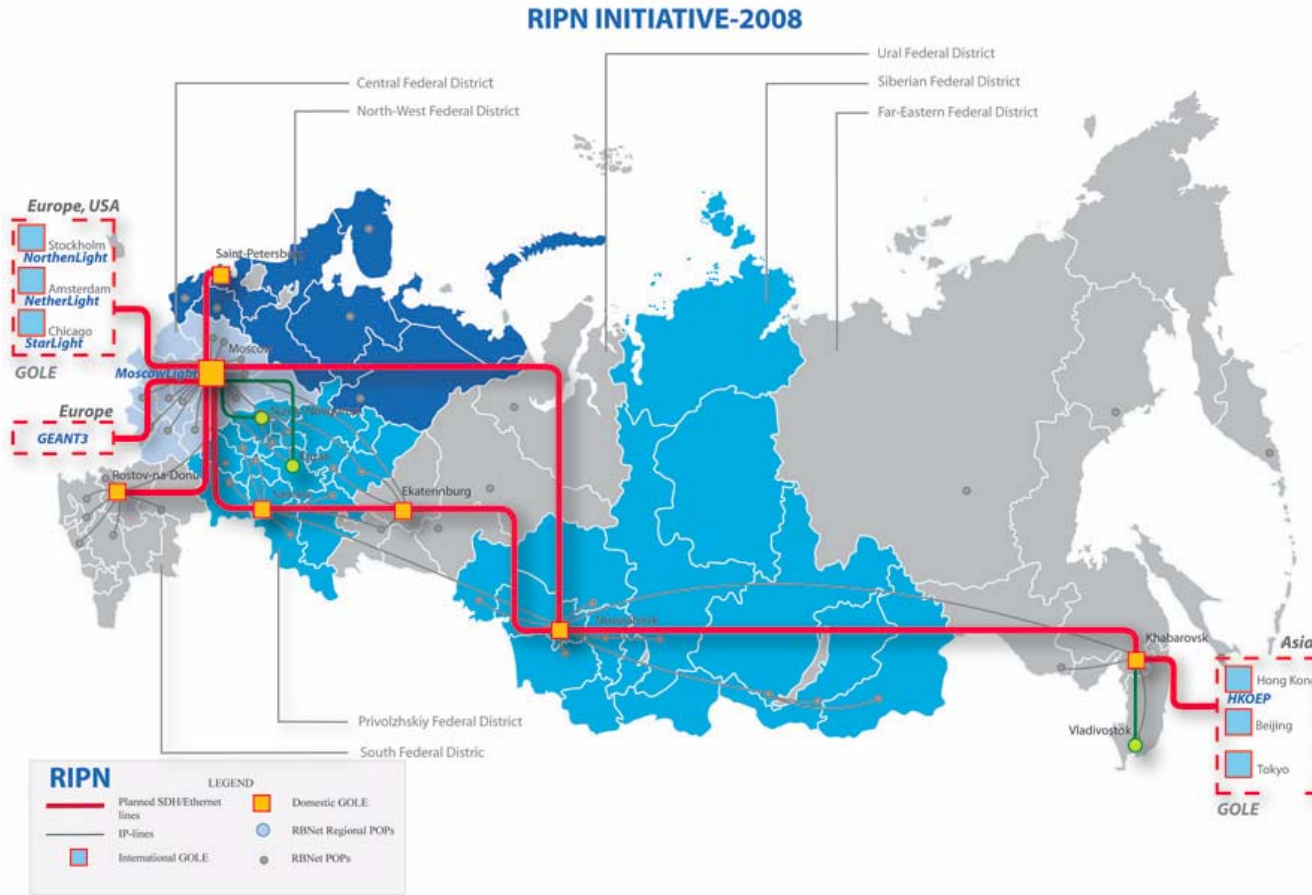 RIPN INITIATIVE-2008
Ural Federal District
Central Federal District
Siberian Federal District
North-West Federal District
Far-Eastern Federal District
Europe, USA
Stockholm
NorthenLight
Amsterdam
NetherLight
Chicago
StarLight
GOLE
Saint-Petersburg
Moscow
MoscowLight
Europe
GEANT3
Rostov-na-Donu
Ekaterinburg
Novosibirsk
Khabarovsk
Vladivostok
Asia
Hong Kong
HKOEP
Beijing
Tokyo
GOLE
Privolzhskiy Federal District
South Federal Distric
RIPN
LEGEND
Planned SDH/Ethernet
lines
Domestic GOLE
IP-lines
RBNet Regional POPs
International GOLE
RBNet POPs